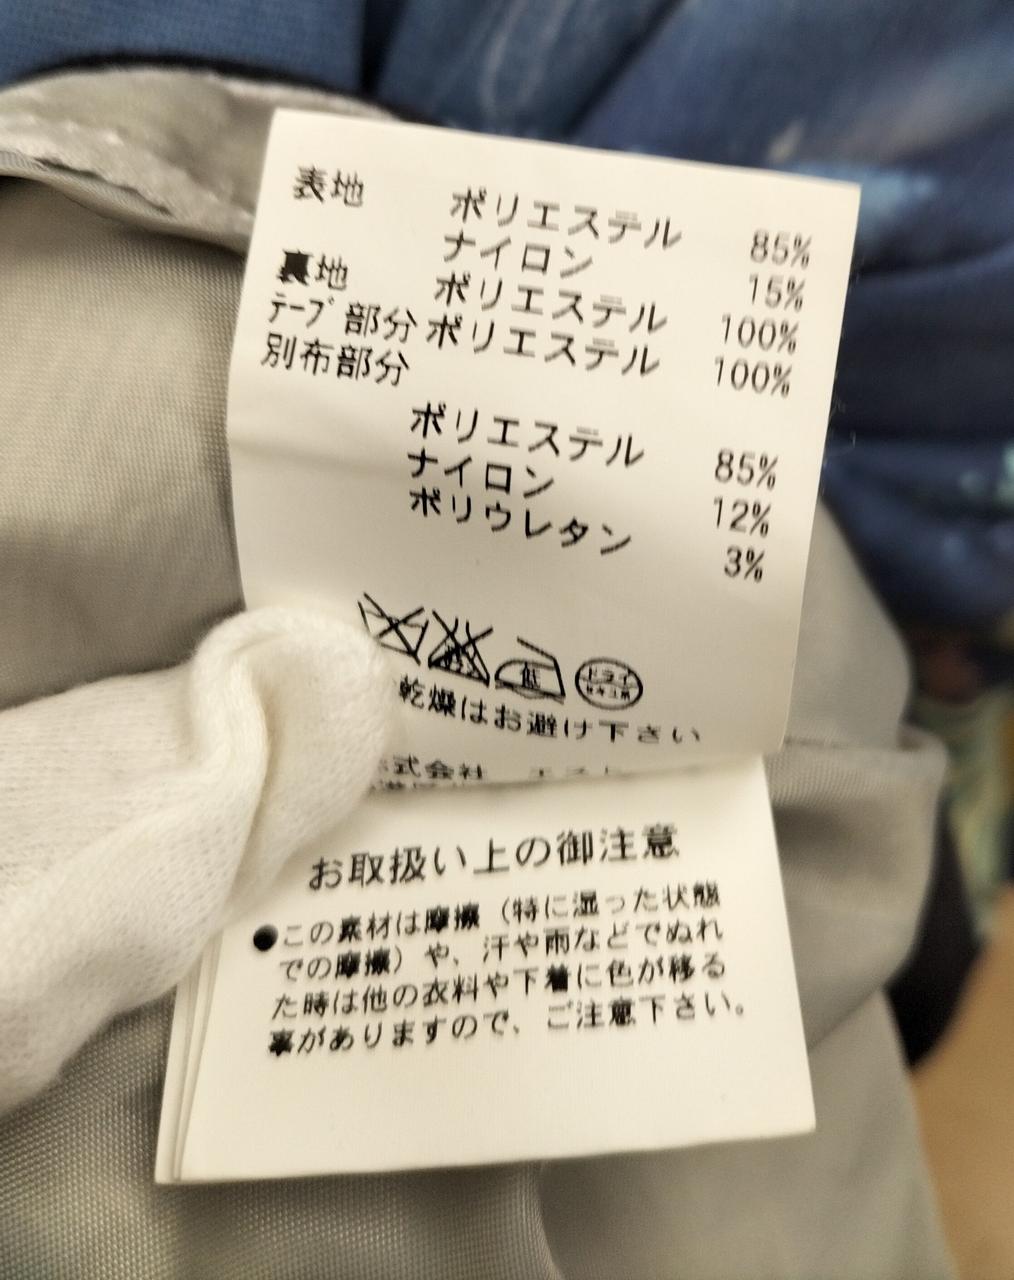 表地 ポリエステル 85%
ナイロン 15%
裏地 ポリエステル 100%
テープ部分 ポリエステル 100%
別布部分
ポリエステル 85%
ナイロン 12%
ポリウレタン 3%
低 ドライ セキユ系
乾燥はお避け下さい
式会社
お取扱い上の御注意
●この素材は摩擦（特に湿った状態
での摩擦）や、汗や雨などでぬれ
た時は他の衣料や下着に色が移る
事がありますので、ご注意下さい。